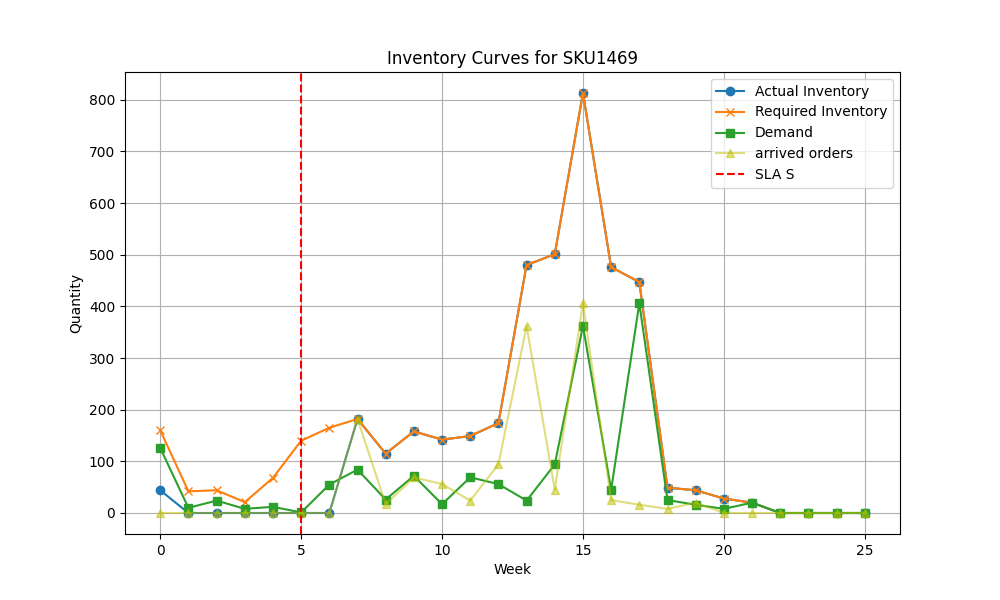 Inventory Curves for SKU1469
Actual Inventory
Required Inventory
Demand
arrived orders
SLA S
Quantity
800
700
600
500
400
300
200
100
0
0 5 10 15 20 25
Week